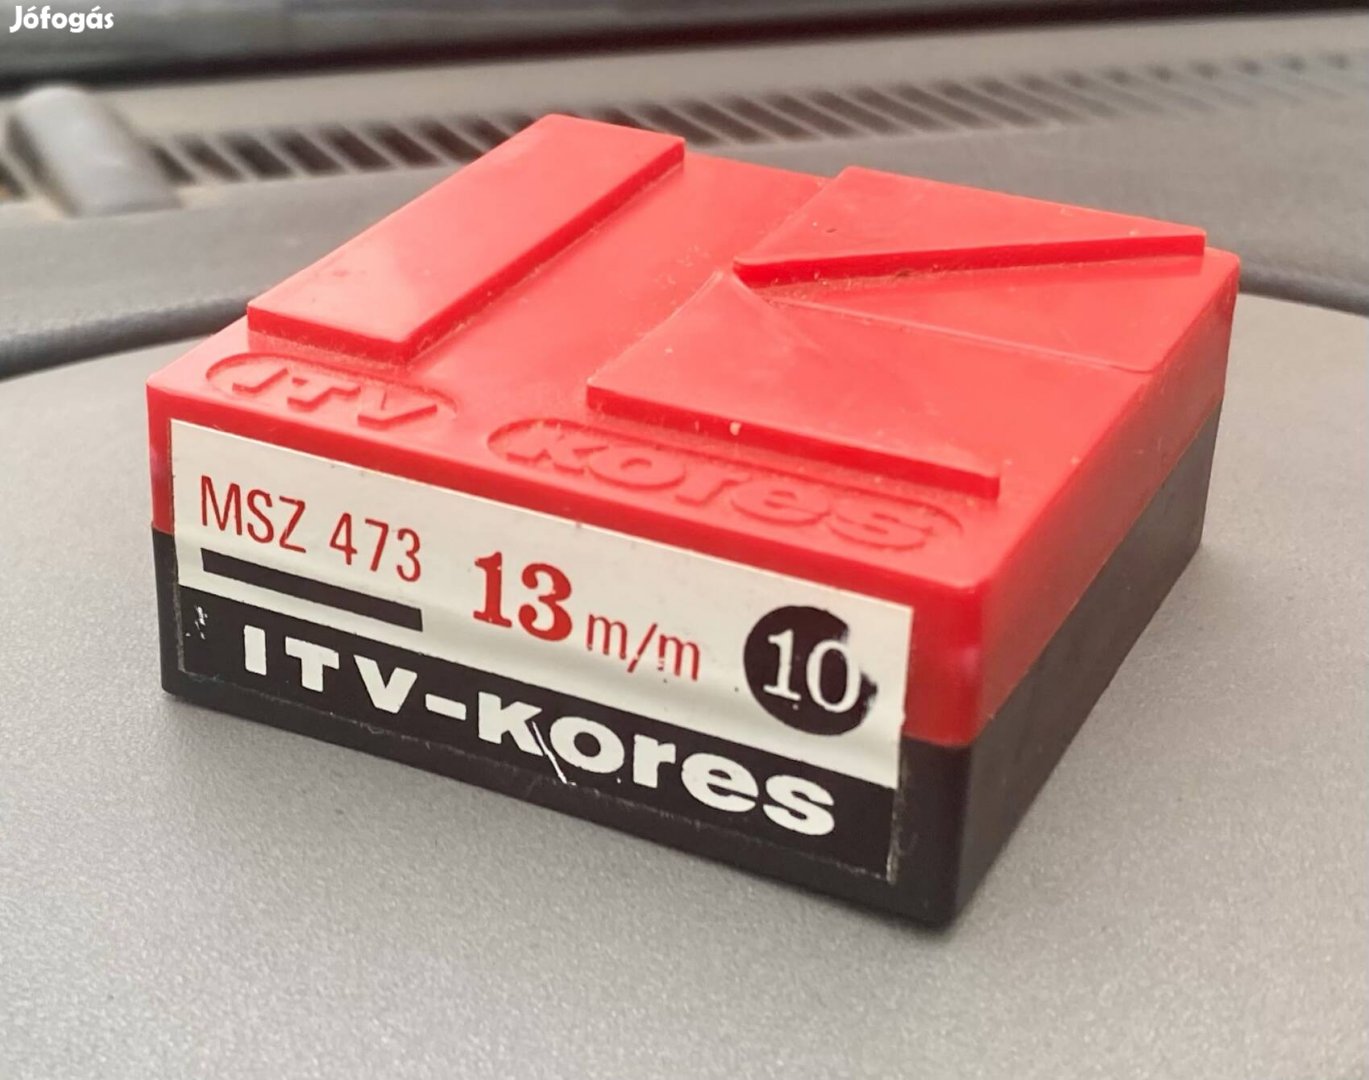 Jófogás
ITV
Kores
MSZ 473 13 m/m 10
ITV-Kores